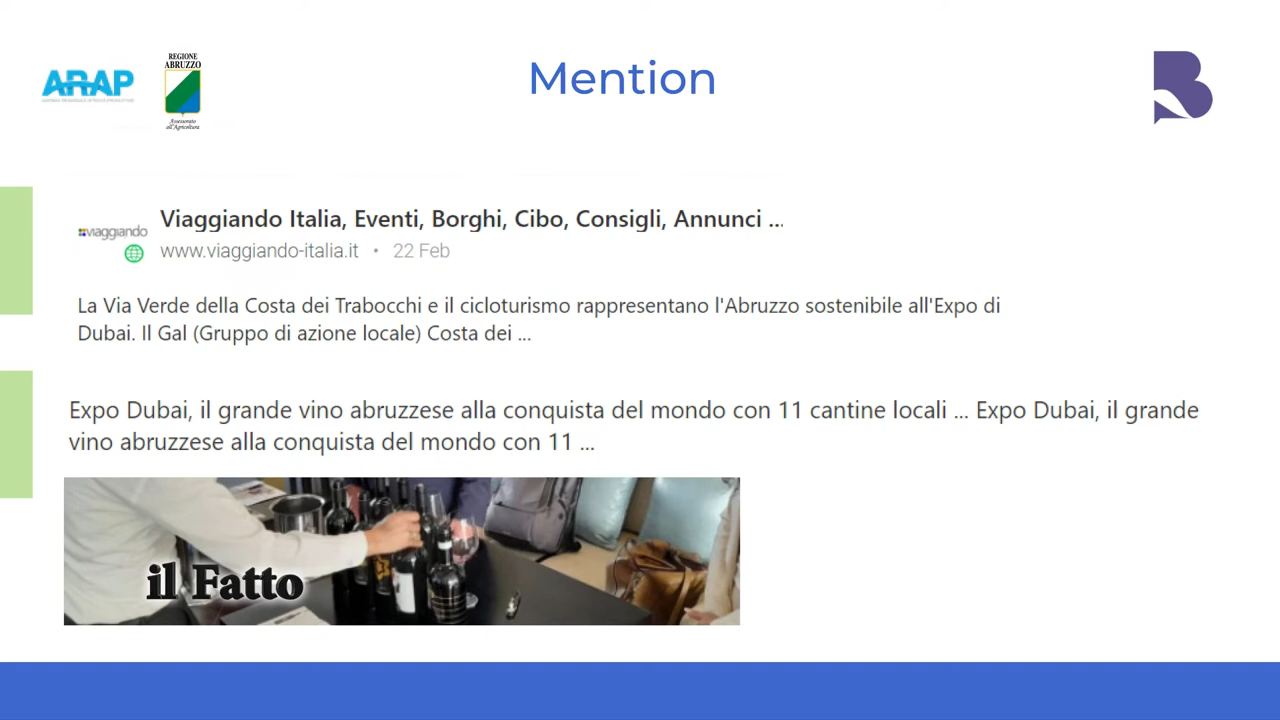 ARAP
REGIONE
ABRUZZO
Assessorato
all'Agricoltura
Mention
B
viaggiando
Viaggiando Italia, Eventi, Borghi, Cibo, Consigli, Annunci ...
www.viaggiando-italia.it • 22 Feb
La Via Verde della Costa dei Trabocchi e il cicloturismo rappresentano l'Abruzzo sostenibile all'Expo di
Dubai. Il Gal (Gruppo di azione locale) Costa dei ...
Expo Dubai, il grande vino abruzzese alla conquista del mondo con 11 cantine locali ... Expo Dubai, il grande
vino abruzzese alla conquista del mondo con 11 ...
il Fatto